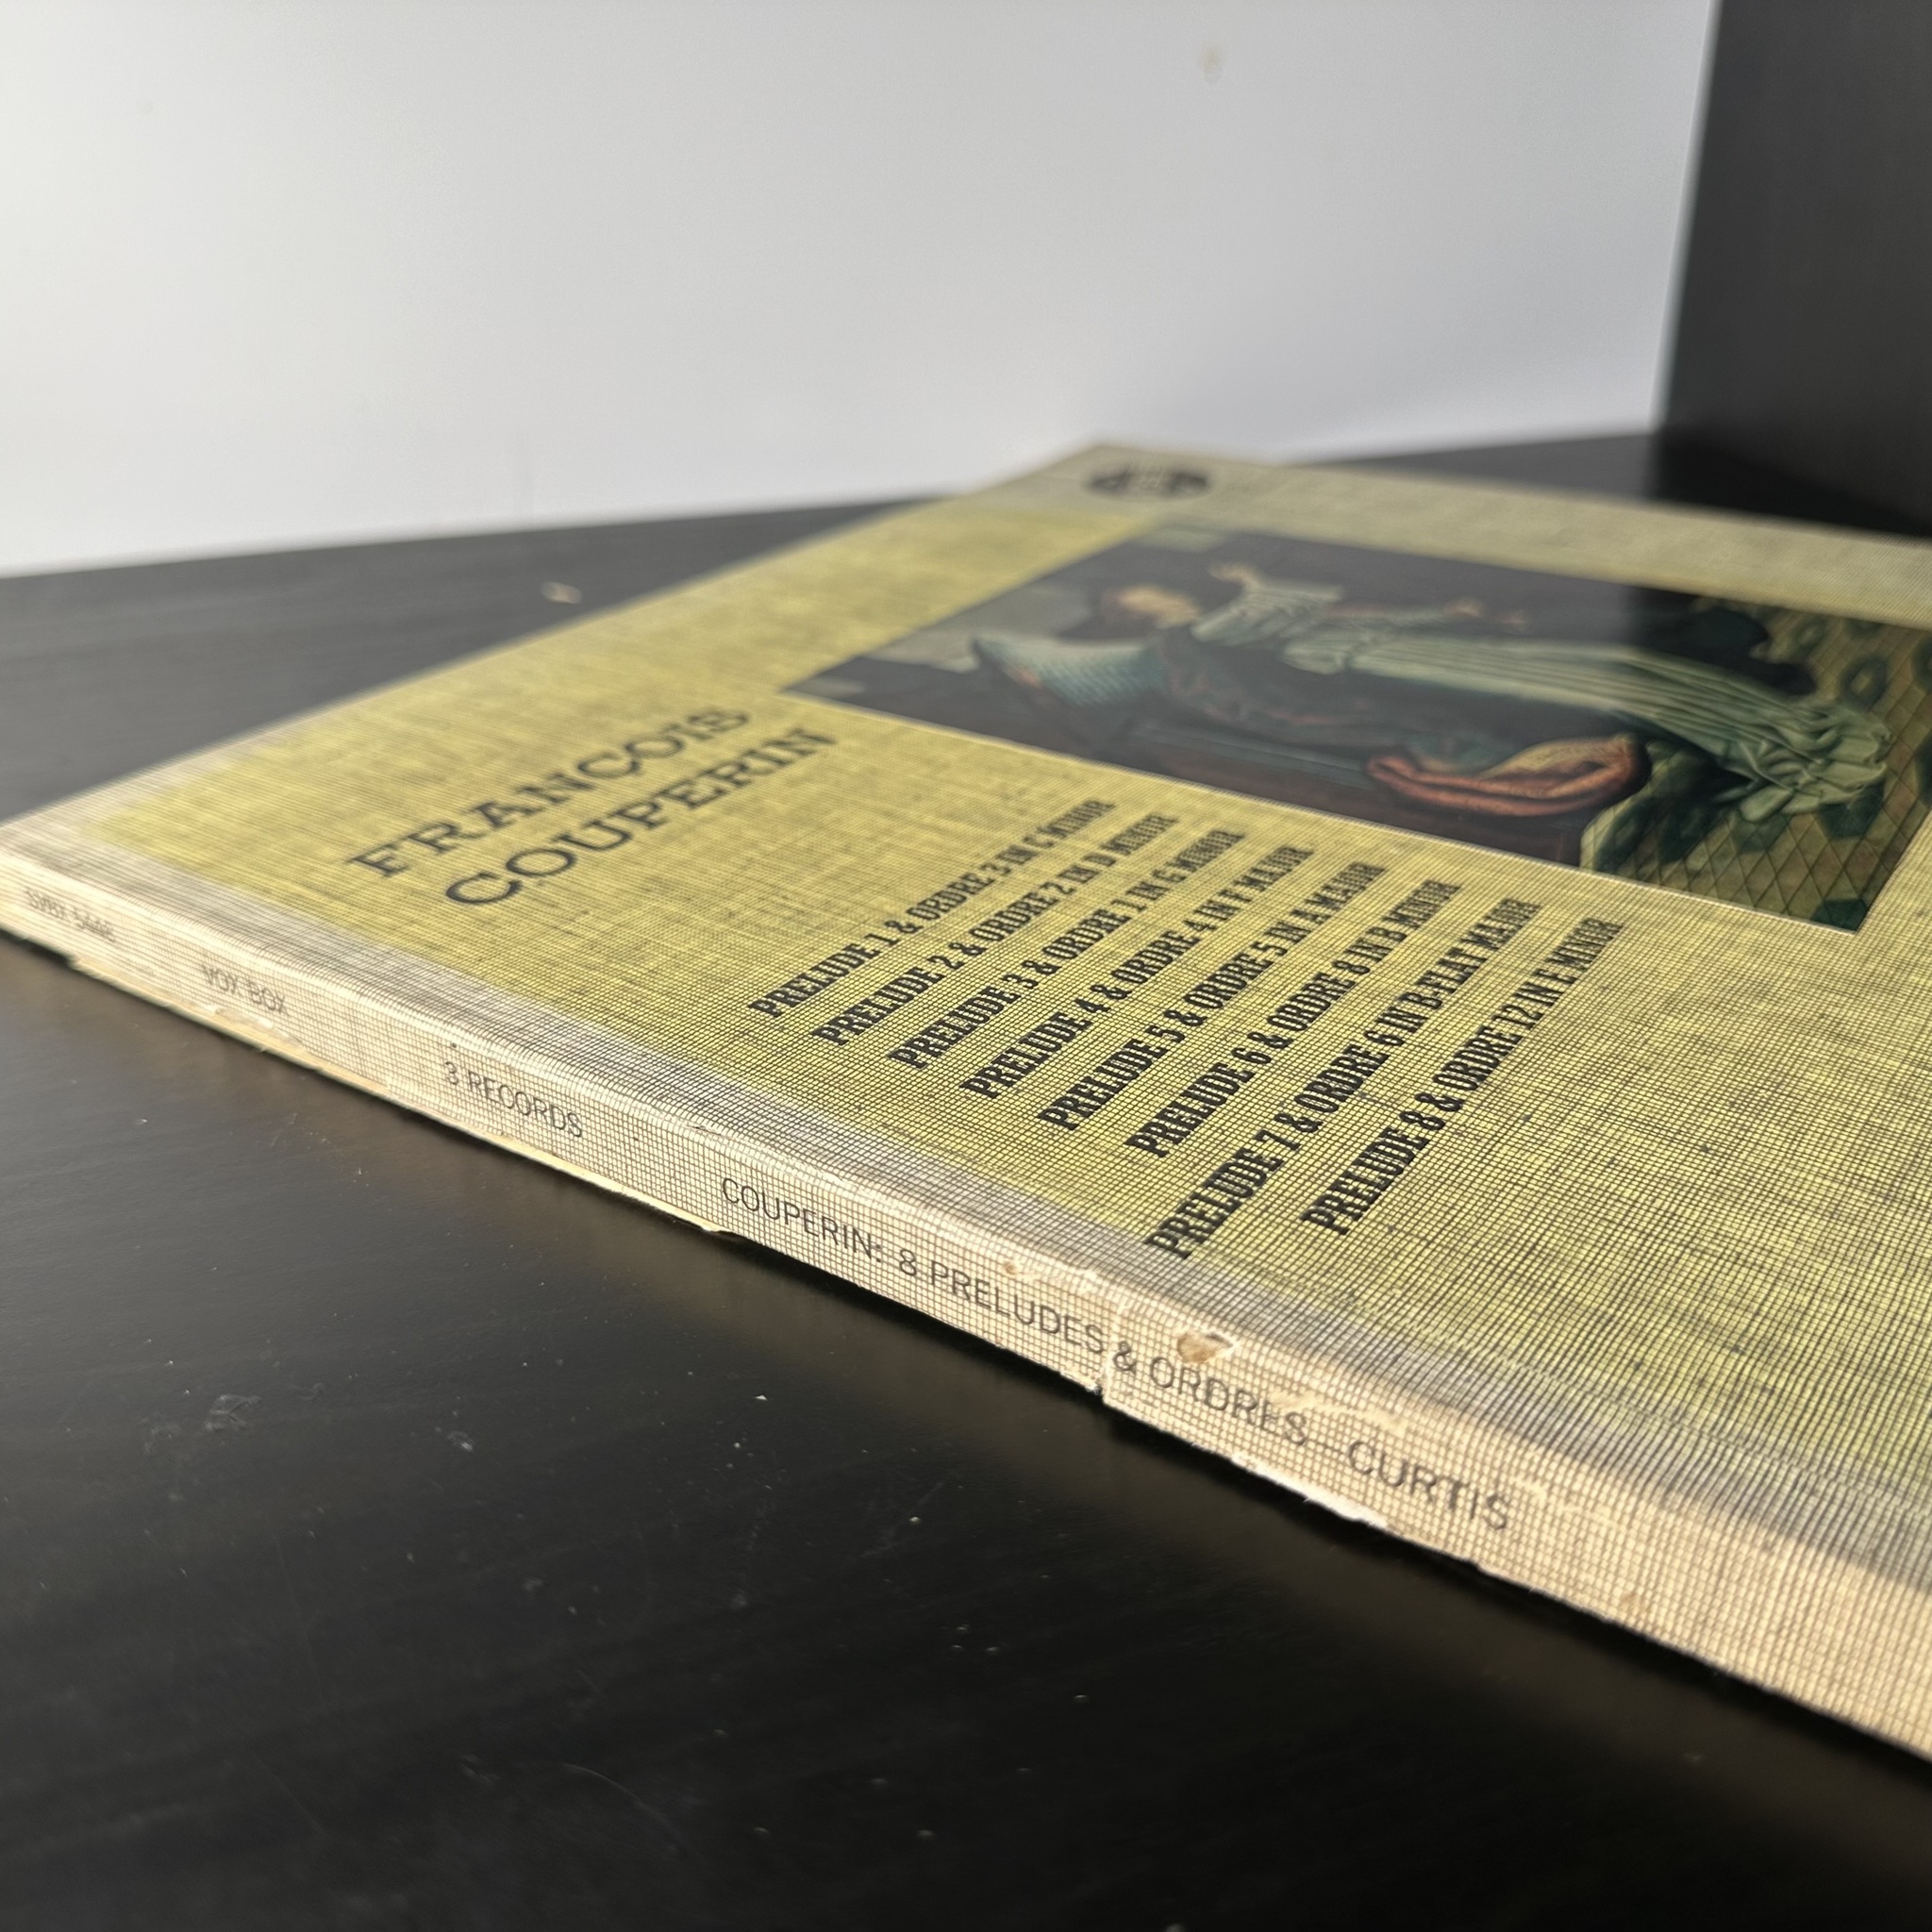 FRANÇOIS
COUPERIN
PRELUDE 1 & ORDRE 3 IN C MINOR
PRELUDE 2 & ORDRE 2 IN D MINOR
PRELUDE 3 & ORDRE 1 IN G MINOR
PRELUDE 4 & ORDRE 4 IN F MAJOR
PRELUDE 5 & ORDRE 5 IN A MAJOR
PRELUDE 6 & ORDRE 8 IN B MINOR
PRELUDE 7 & ORDRE 6 IN B-FLAT MAJOR
PRELUDE 8 & ORDRE 12 IN E MINOR
VOX BOX 3 RECORDS COUPERIN: 8 PRELUDES & ORDRES—CURTIS